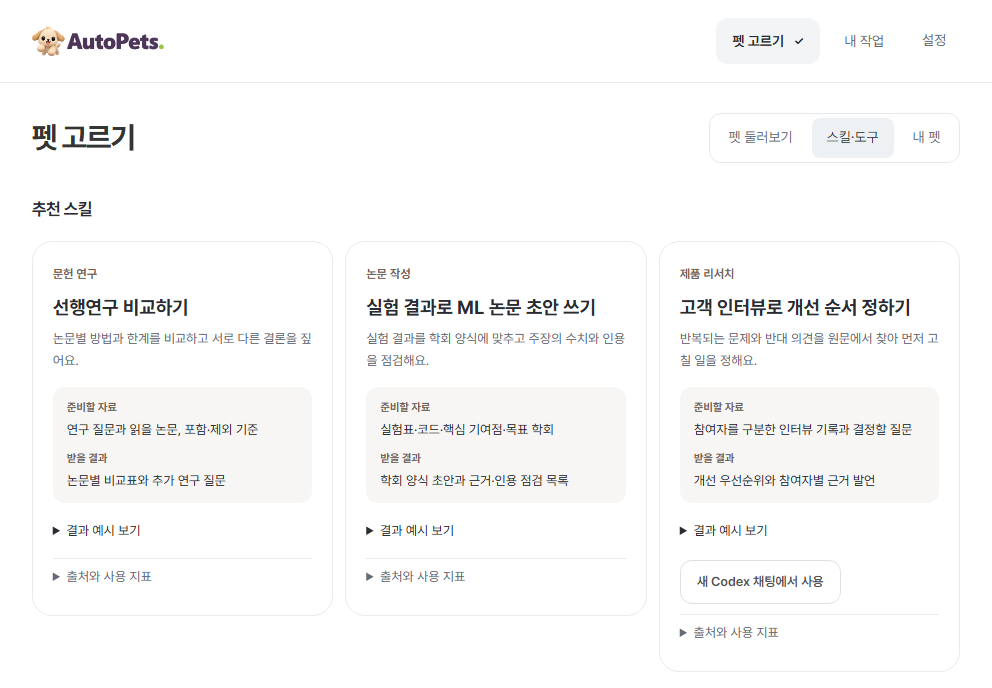 AutoPets.
펫 고르기
내 작업
설정
펫 고르기
펫 둘러보기
스킬·도구
내 펫
추천 스킬
문헌 연구
선행연구 비교하기
논문별 방법과 한계를 비교하고 서로 다른 결론을 짚
어요.
준비할 자료
연구 질문과 읽을 논문, 포함·제외 기준
받을 결과
논문별 비교표와 추가 연구 질문
결과 예시 보기
출처와 사용 지표
논문 작성
실험 결과로 ML 논문 초안 쓰기
실험 결과를 학회 양식에 맞추고 주장의 수치와 인용
을 점검해요.
준비할 자료
실험표·코드·핵심 기여점·목표 학회
받을 결과
학회 양식 초안과 근거·인용 점검 목록
결과 예시 보기
출처와 사용 지표
제품 리서치
고객 인터뷰로 개선 순서 정하기
반복되는 문제와 반대 의견을 원문에서 찾아 먼저 고
칠 일을 정해요.
준비할 자료
참여자를 구분한 인터뷰 기록과 결정할 질문
받을 결과
개선 우선순위와 참여자별 근거 발언
결과 예시 보기
새 Codex 채팅에서 사용
출처와 사용 지표